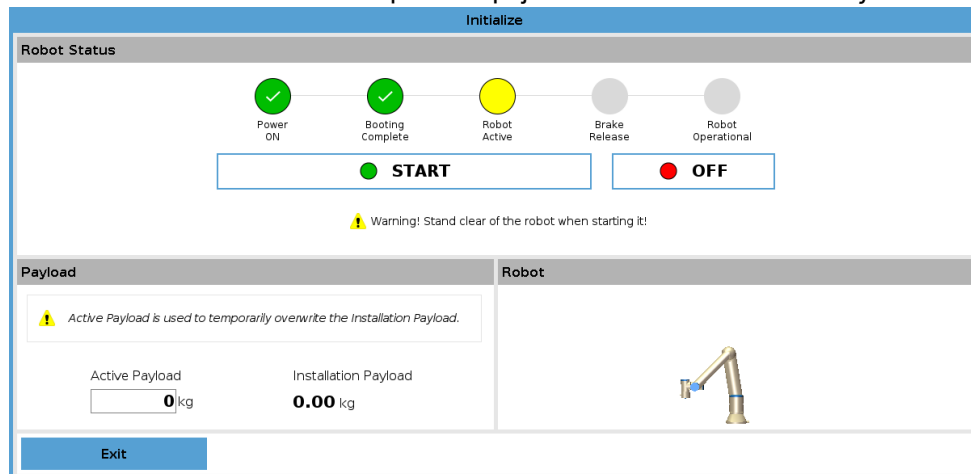 Initialize
Robot Status
Power
ON
Booting
Complete
Robot
Active
Brake
Release
Robot
Operational
START
OFF
Warning! Stand clear of the robot when starting it!
Payload
Robot
Active Payload is used to temporarily overwrite the Installation Payload.
Active Payload
Installation Payload
0 kg
0.00 kg
Exit